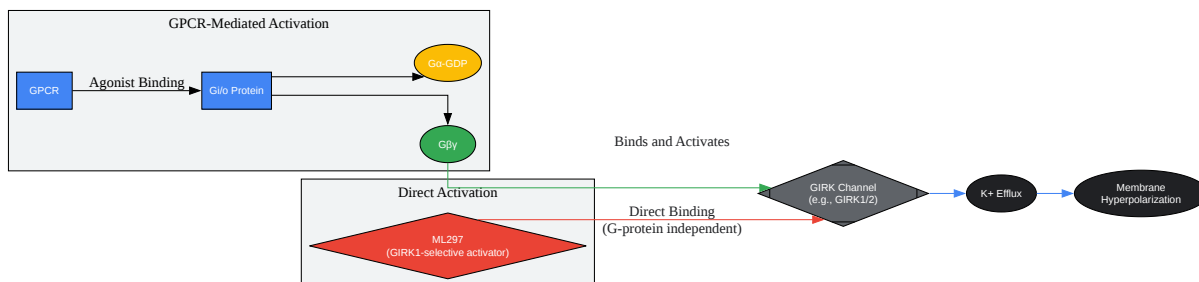 GPCR-Mediated Activation
GPCR
Agonist Binding
Gi/o Protein
Gα-GDP
Gβγ
Binds and Activates
Direct Activation
ML297
(GIRK1-selective activator)
Direct Binding
(G-protein independent)
GIRK Channel
(e.g., GIRK1/2)
K+ Efflux
Membrane
Hyperpolarization